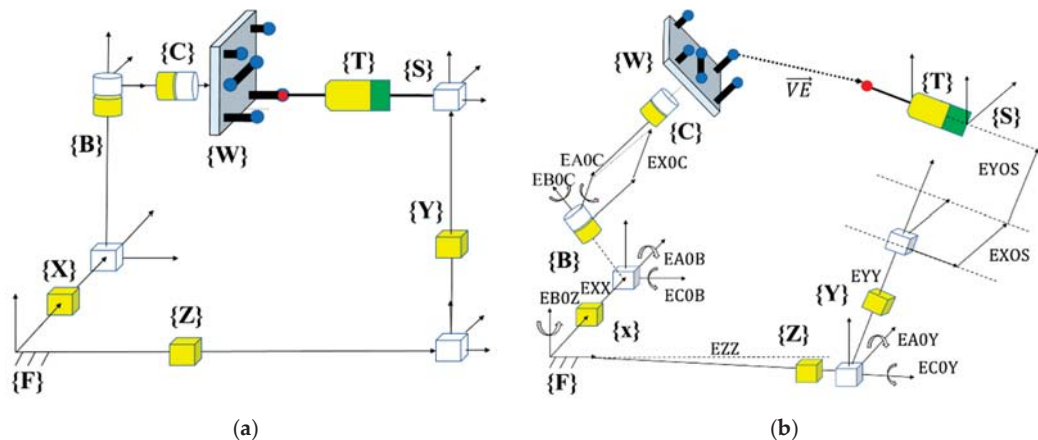 {C}
{T}
{S}
{B}
{W}
{Y}
{X}
{Z}
{F}
(a)
{W}
VE
{T}
{S}
{C}
EA0C
EX0C
EB0C
EYOS
{B}
EA0B
EXOS
EXX
EC0B
EYY
{Y}
EB0Z
{x}
EA0Y
{Z}
EZZ
EC0Y
{F}
(b)